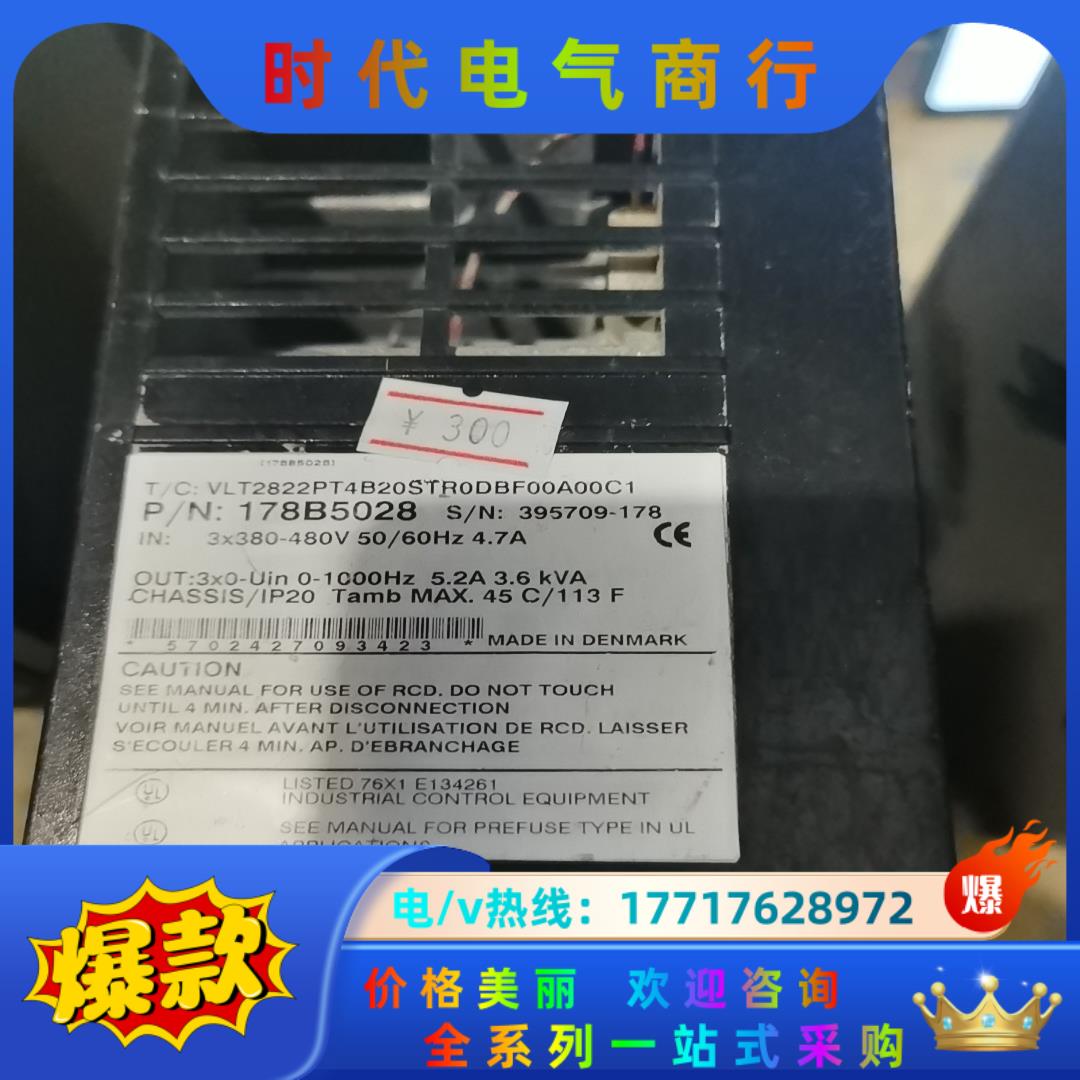 时代电气商行
¥ 300
(178B5028)
T/C: VLT2822PT4B20STR0DBF00A00C1
P/N: 178B5028 S/N: 395709-178
IN: 3x380-480V 50/60Hz 4.7A
CE
OUT:3x0-Uin 0-1000Hz 5.2A 3.6 kVA
CHASSIS/IP20 Tamb MAX. 45 C/113 F
* 5702427093423 * MADE IN DENMARK
CAUTION
SEE MANUAL FOR USE OF RCD. DO NOT TOUCH
UNTIL 4 MIN. AFTER DISCONNECTION
VOIR MANUEL AVANT L'UTILISATION DE RCD. LAISSER
S'ECOULER 4 MIN. AP. D'EBRANCHAGE
UL LISTED 76X1 E134261
INDUSTRIAL CONTROL EQUIPMENT
UL SEE MANUAL FOR PREFUSE TYPE IN UL
APPLICATIONS
电/v热线：17717628972
爆
爆款
价格美丽 欢迎咨询
全系列一站式采购